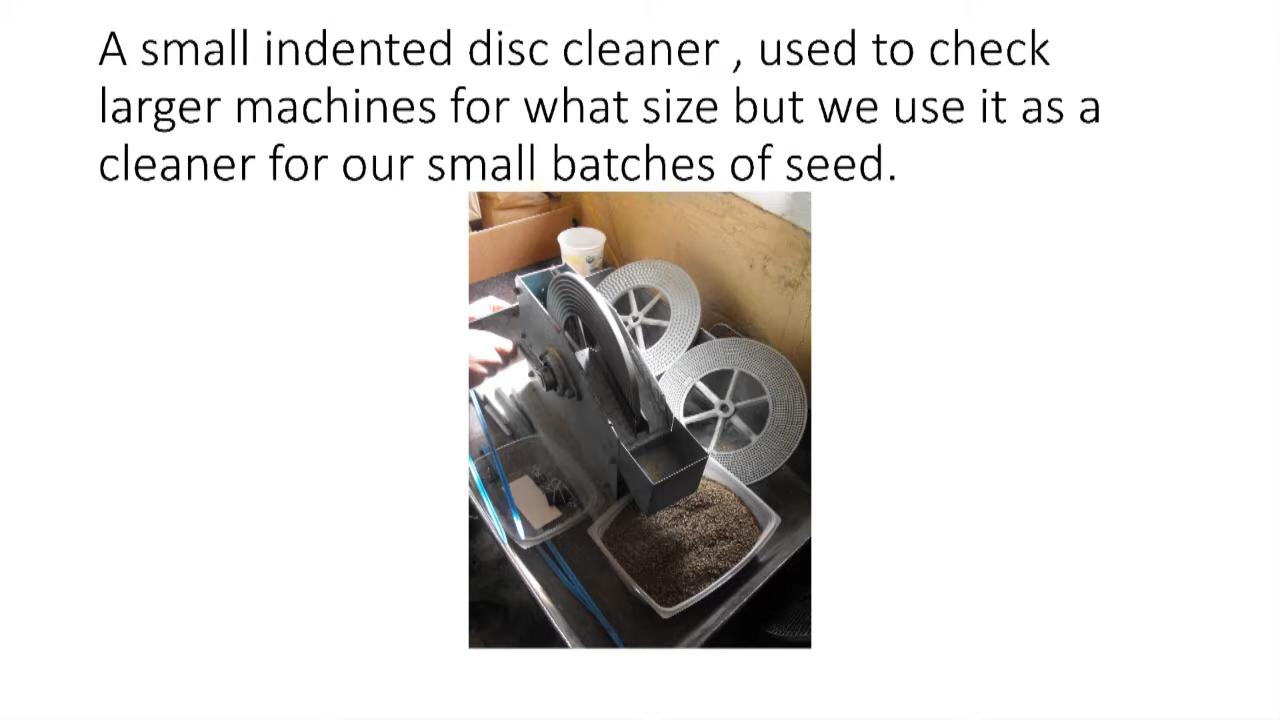 A small indented disc cleaner , used to check
larger machines for what size but we use it as a
cleaner for our small batches of seed.